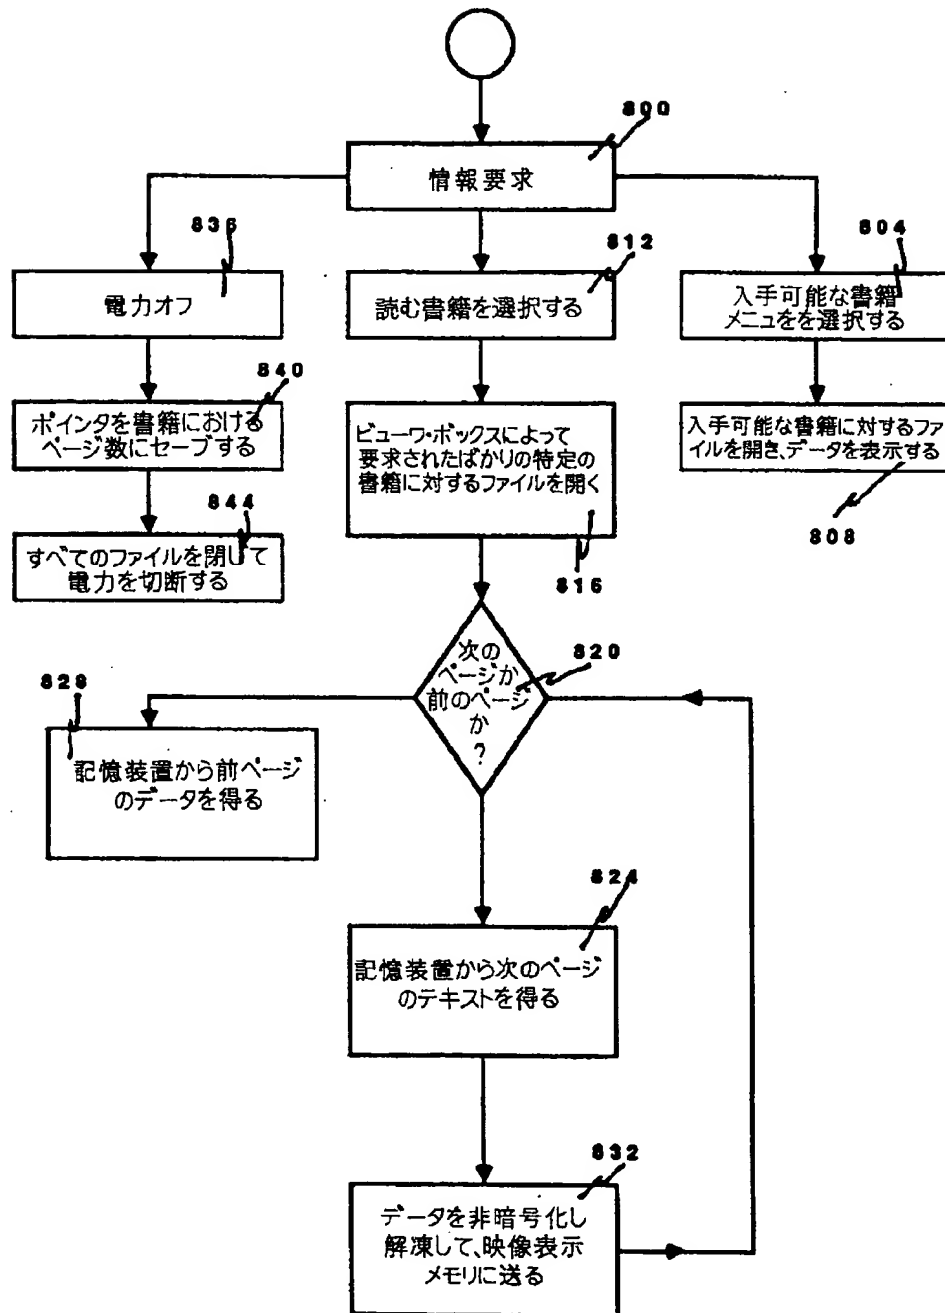 800
情報要求
836
電力オフ
812
読む書籍を選択する
804
入手可能な書籍
メニュをを選択する
840
ポインタを書籍における
ページ数にセーブする
ビューワ・ボックスによって
要求されたばかりの特定の
書籍に対するファイルを開く
816
入手可能な書籍に対するファ
イルを開き、データを表示する
808
844
すべてのファイルを閉じて
電力を切断する
次の
ページか
前のページ
か
?
820
828
記憶装置から前ページ
のデータを得る
824
記憶装置から次のページ
のテキストを得る
832
データを非暗号化し
解凍して、映像表示
メモリに送る